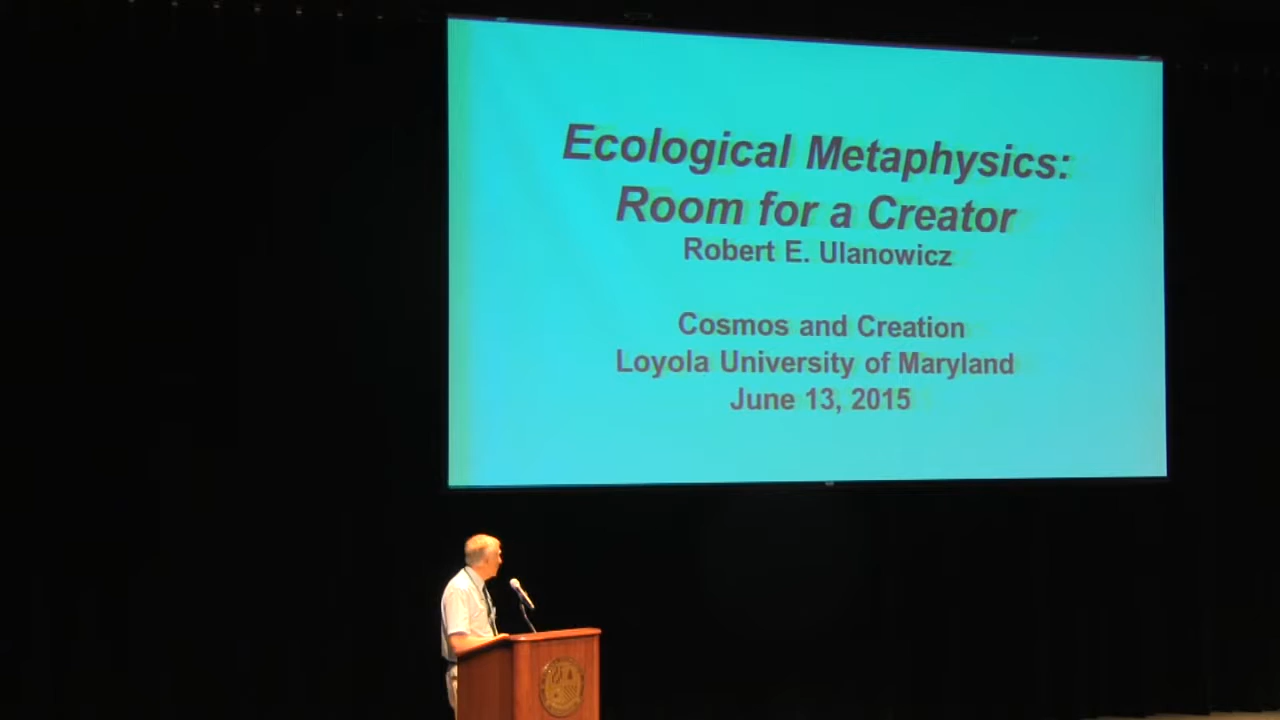 Ecological Metaphysics:
Room for a Creator
Robert E. Ulanowicz
Cosmos and Creation
Loyola University of Maryland
June 13, 2015